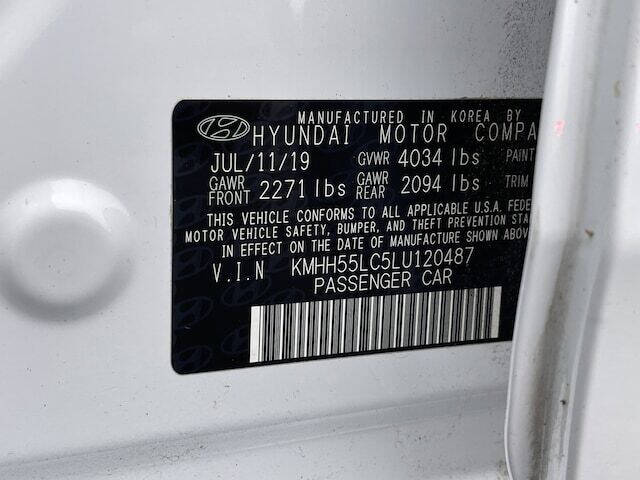 MANUFACTURED IN KOREA BY
HYUNDAI MOTOR COMPA
JUL/11/19 GVWR 4034 lbs PAINT
GAWR FRONT 2271 lbs GAWR REAR 2094 lbs TRIM
THIS VEHICLE CONFORMS TO ALL APPLICABLE U.S.A. FEDE
MOTOR VEHICLE SAFETY, BUMPER, AND THEFT PREVENTION STA
IN EFFECT ON THE DATE OF MANUFACTURE SHOWN ABOVE.
V.I.N KMHH55LC5LU120487
PASSENGER CAR